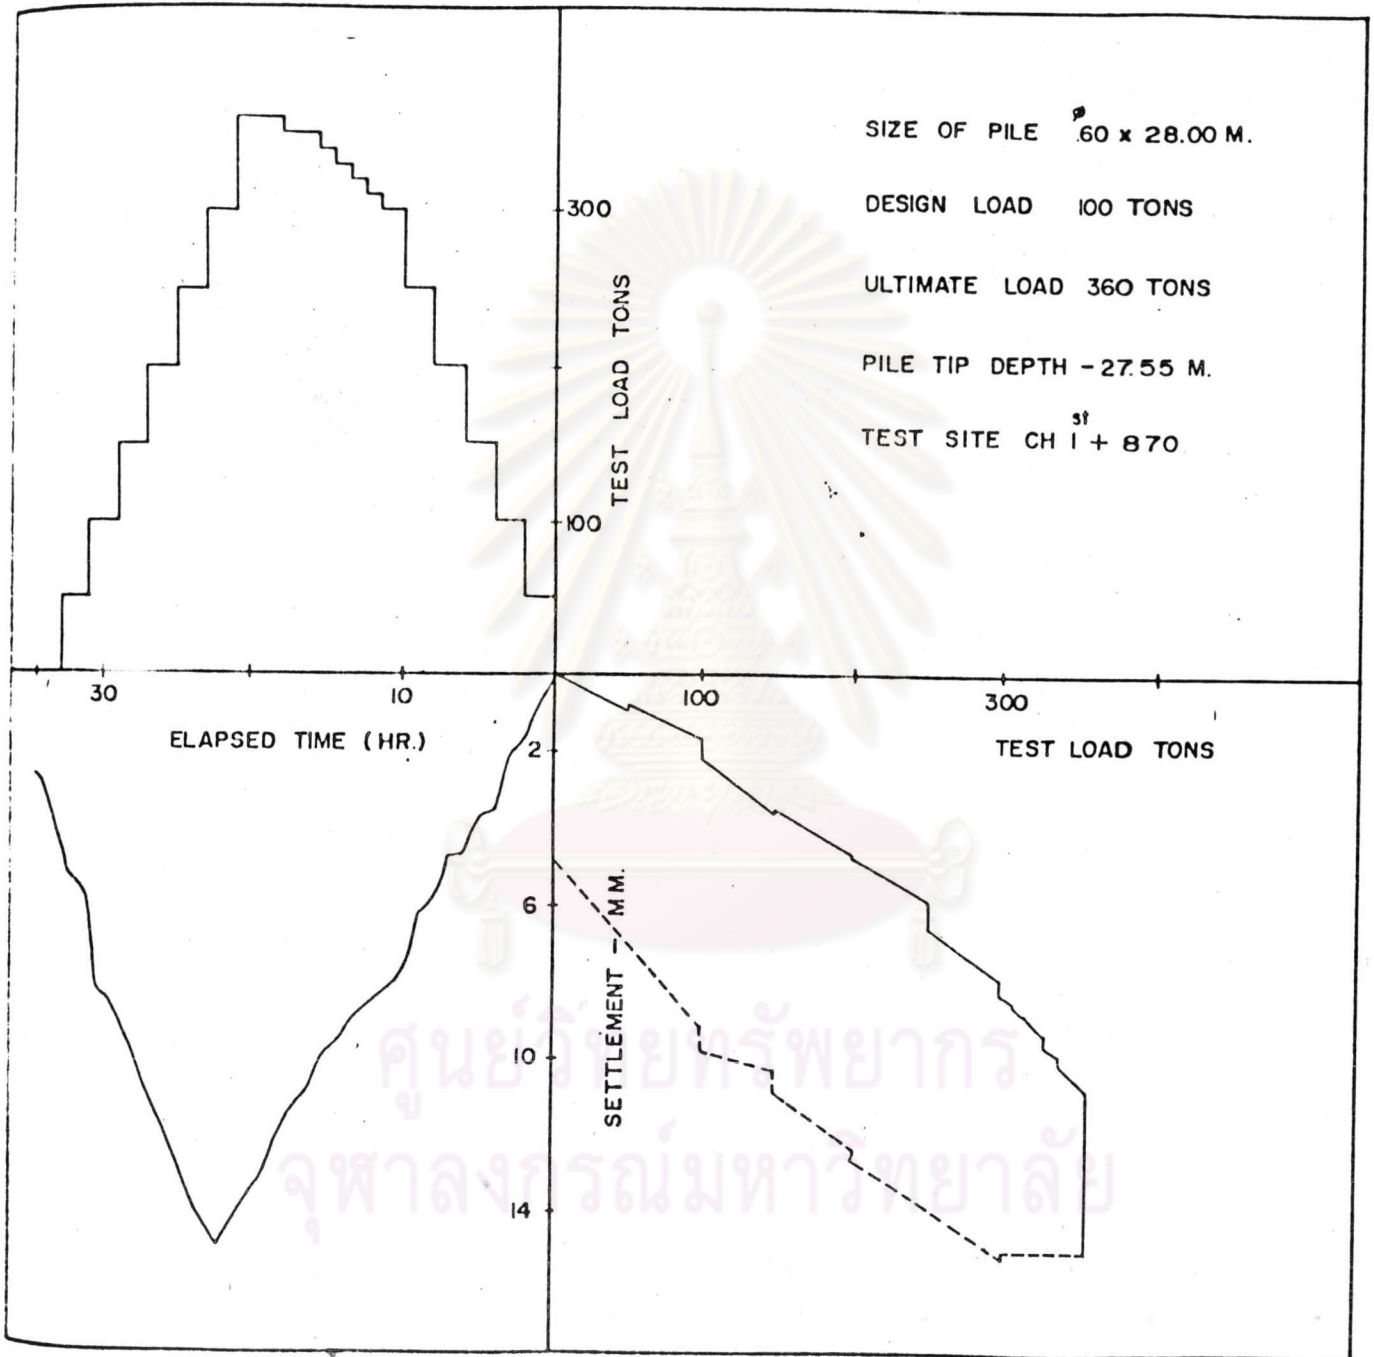 SIZE OF PILE ø.60 x 28.00 M.
DESIGN LOAD 100 TONS
ULTIMATE LOAD 360 TONS
PILE TIP DEPTH - 27.55 M.
TEST SITE CH 1st + 870
300
TEST LOAD TONS
100
30
10
100
300
ELAPSED TIME (HR.)
TEST LOAD TONS
2
6
10
14
SETTLEMENT - MM.
ศูนย์วิทยทรัพยากร
จุฬาลงกรณ์มหาวิทยาลัย